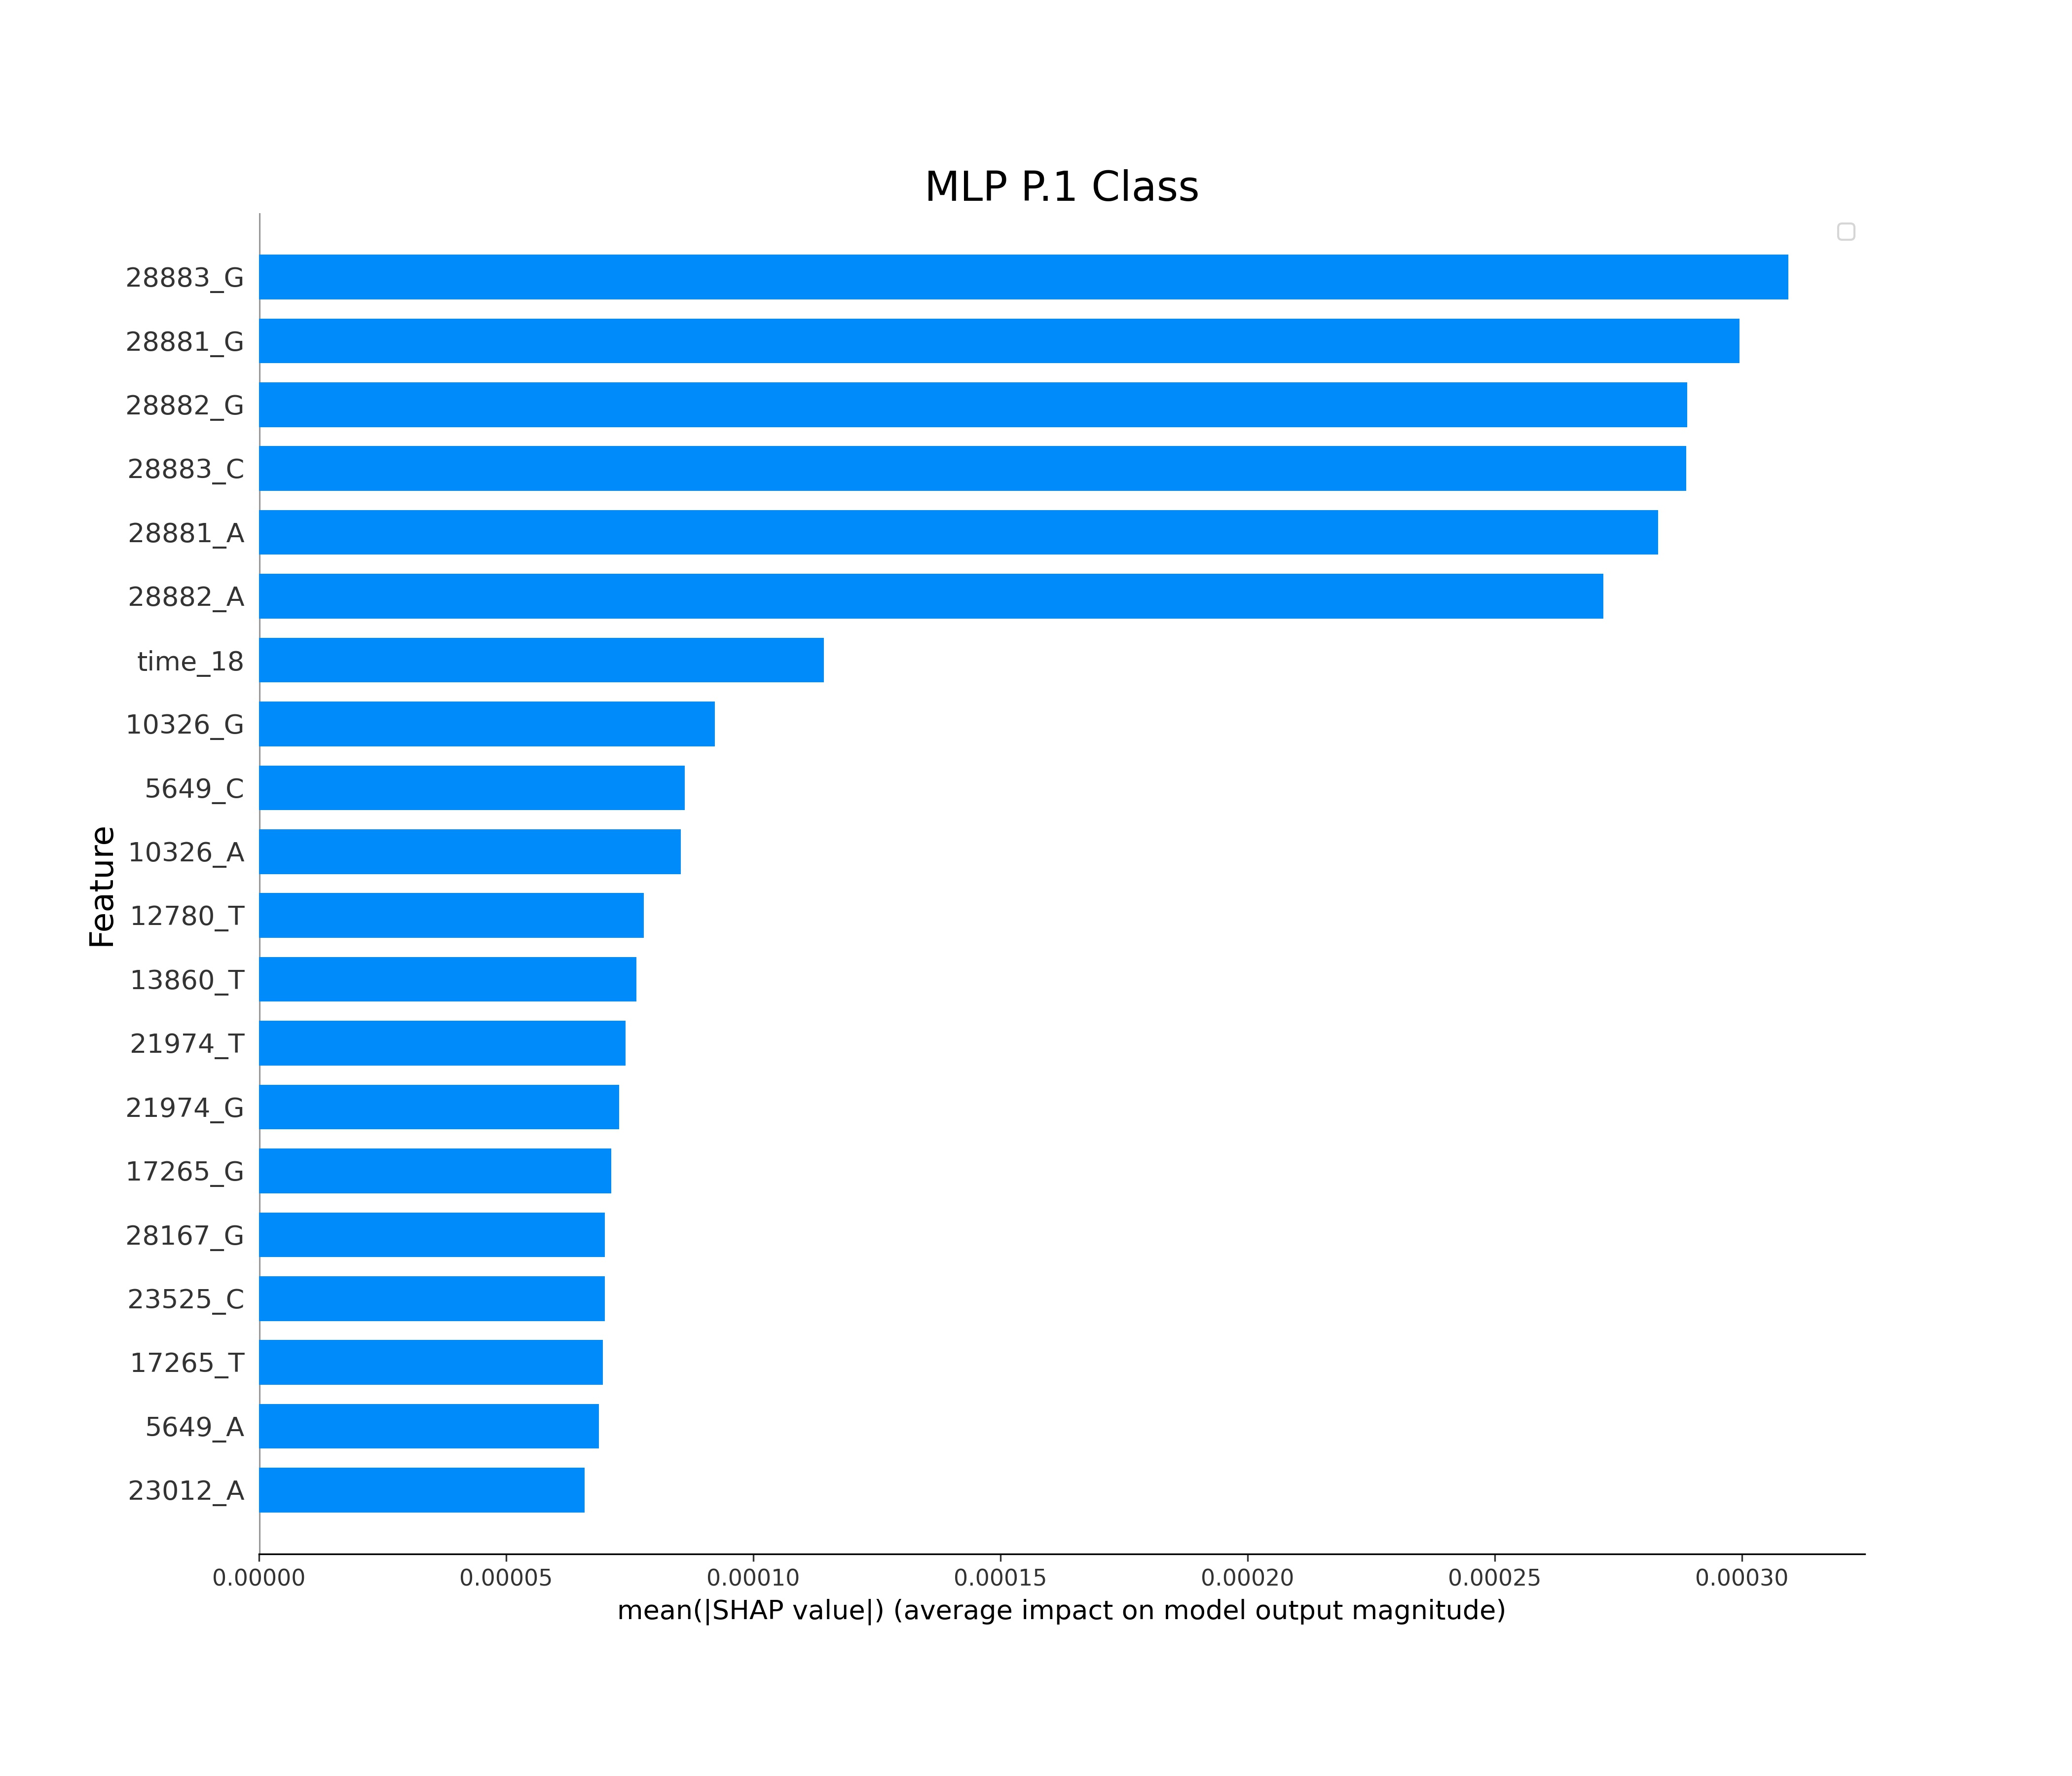 MLP P.1 Class
28883_G
28881_G
28882_G
28883_C
28881_A
28882_A
time_18
10326_G
5649_C
10326_A
12780_T
13860_T
21974_T
21974_G
17265_G
28167_G
23525_C
17265_T
5649_A
23012_A
Feature
0.00000 0.00005 0.00010 0.00015 0.00020 0.00025 0.00030
mean(|SHAP value|) (average impact on model output magnitude)